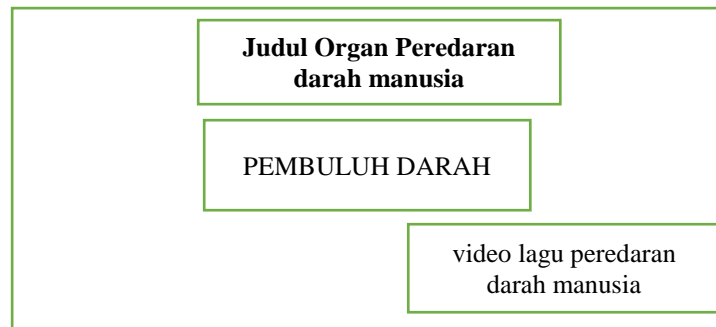 Judul Organ Peredaran
darah manusia
PEMBULUH DARAH
video lagu peredaran
darah manusia